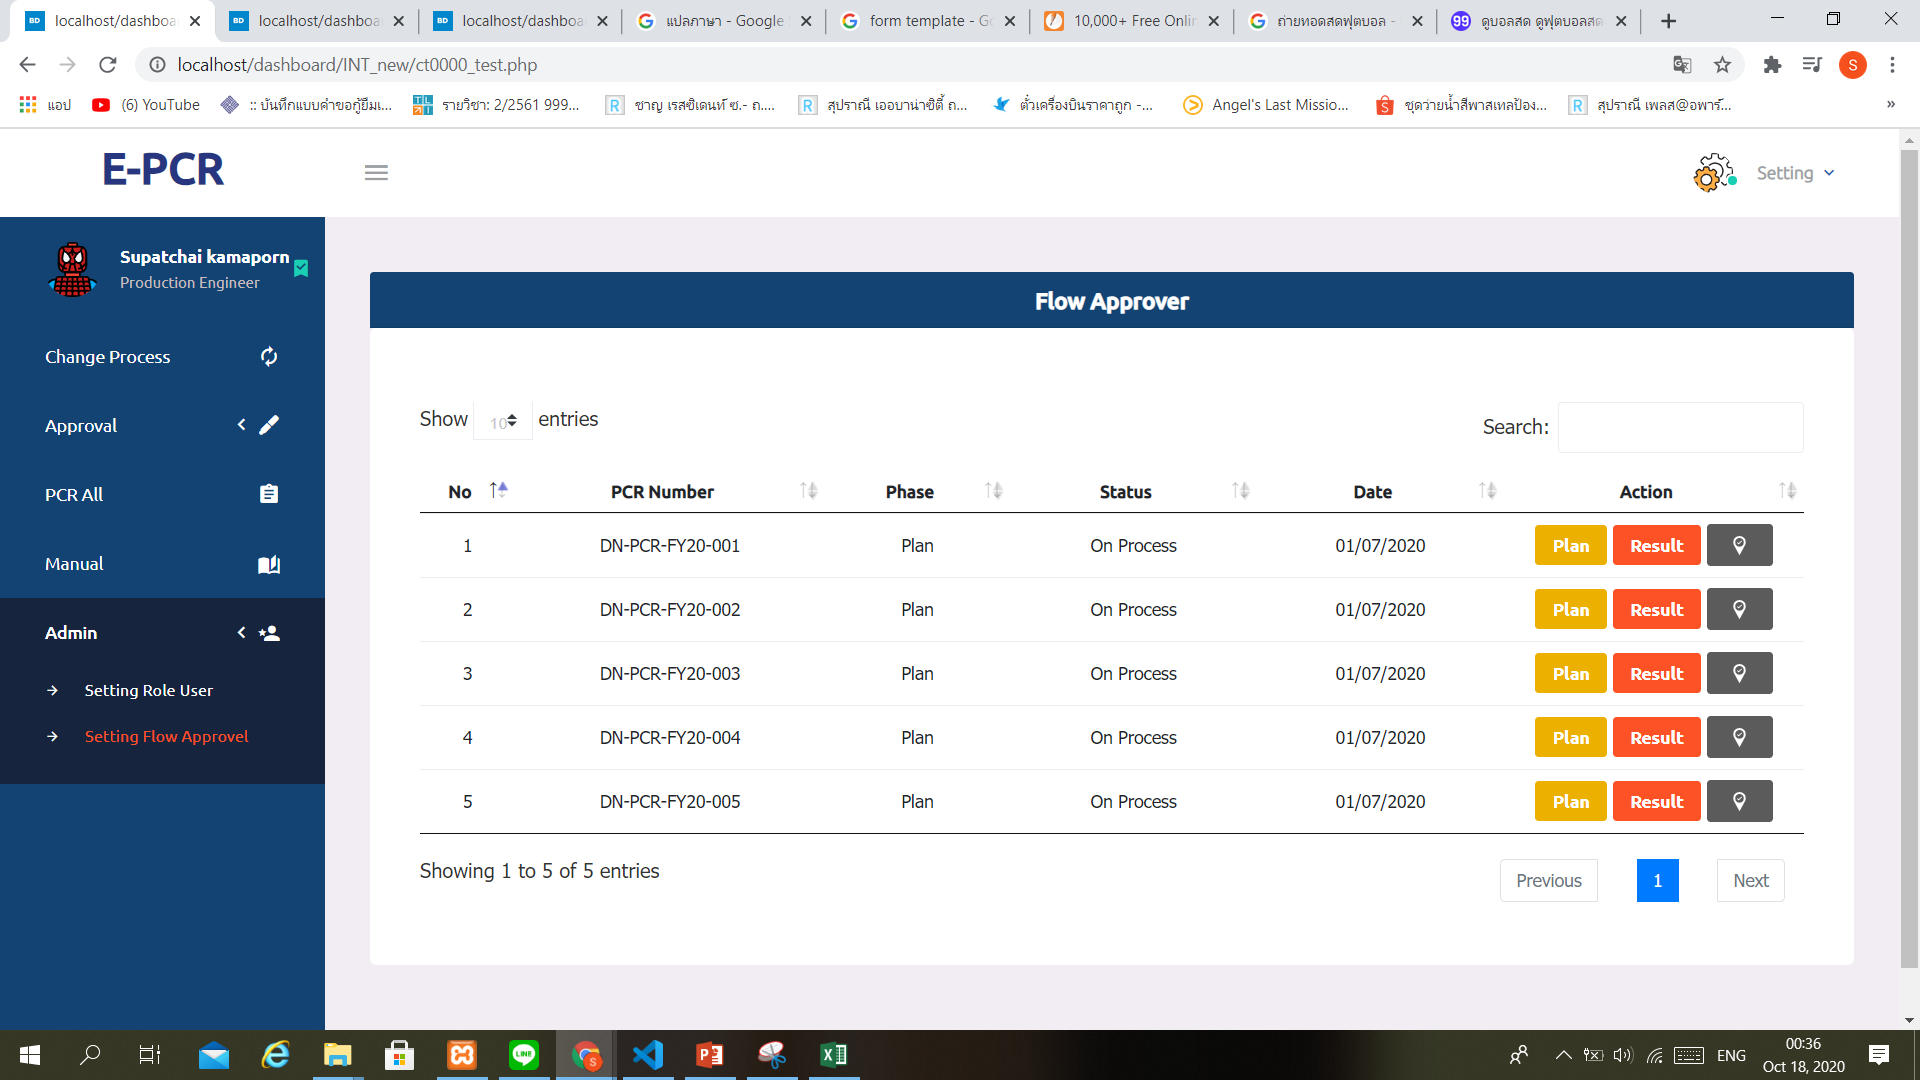 localhost/dashboa
localhost/dashboa
localhost/dashboa
แปลภาษา - Google
form template - Go
10,000+ Free Onlin
ถ่ายทอดสดฟุตบอล -
ดูบอลสด ดูฟุตบอลสด
localhost/dashboard/INT_new/ct0000_test.php
S
แอป
(6) YouTube
:: บันทึกแบบคำขอกู้ยืมเ...
รายวิชา: 2/2561 999...
ชาญ เรสซิเดนท์ ซ.- ถ....
สุปราณี เออบาน่าซิตี้ ถ...
ตั๋วเครื่องบินราคาถูก -...
Angel's Last Missio...
ชุดว่ายน้ำสีพาสเทลป้อง...
สุปราณี เพลส@อพาร์...
»
E-PCR
Setting
Supatchai kamaporn
Production Engineer
Change Process
Approval
PCR All
Manual
Admin
Setting Role User
Setting Flow Approvel
Flow Approver
Show 10 entries
Search:
No PCR Number Phase Status Date Action
1 DN-PCR-FY20-001 Plan On Process 01/07/2020 Plan Result
2 DN-PCR-FY20-002 Plan On Process 01/07/2020 Plan Result
3 DN-PCR-FY20-003 Plan On Process 01/07/2020 Plan Result
4 DN-PCR-FY20-004 Plan On Process 01/07/2020 Plan Result
5 DN-PCR-FY20-005 Plan On Process 01/07/2020 Plan Result
Showing 1 to 5 of 5 entries
Previous 1 Next
ENG
00:36
Oct 18, 2020